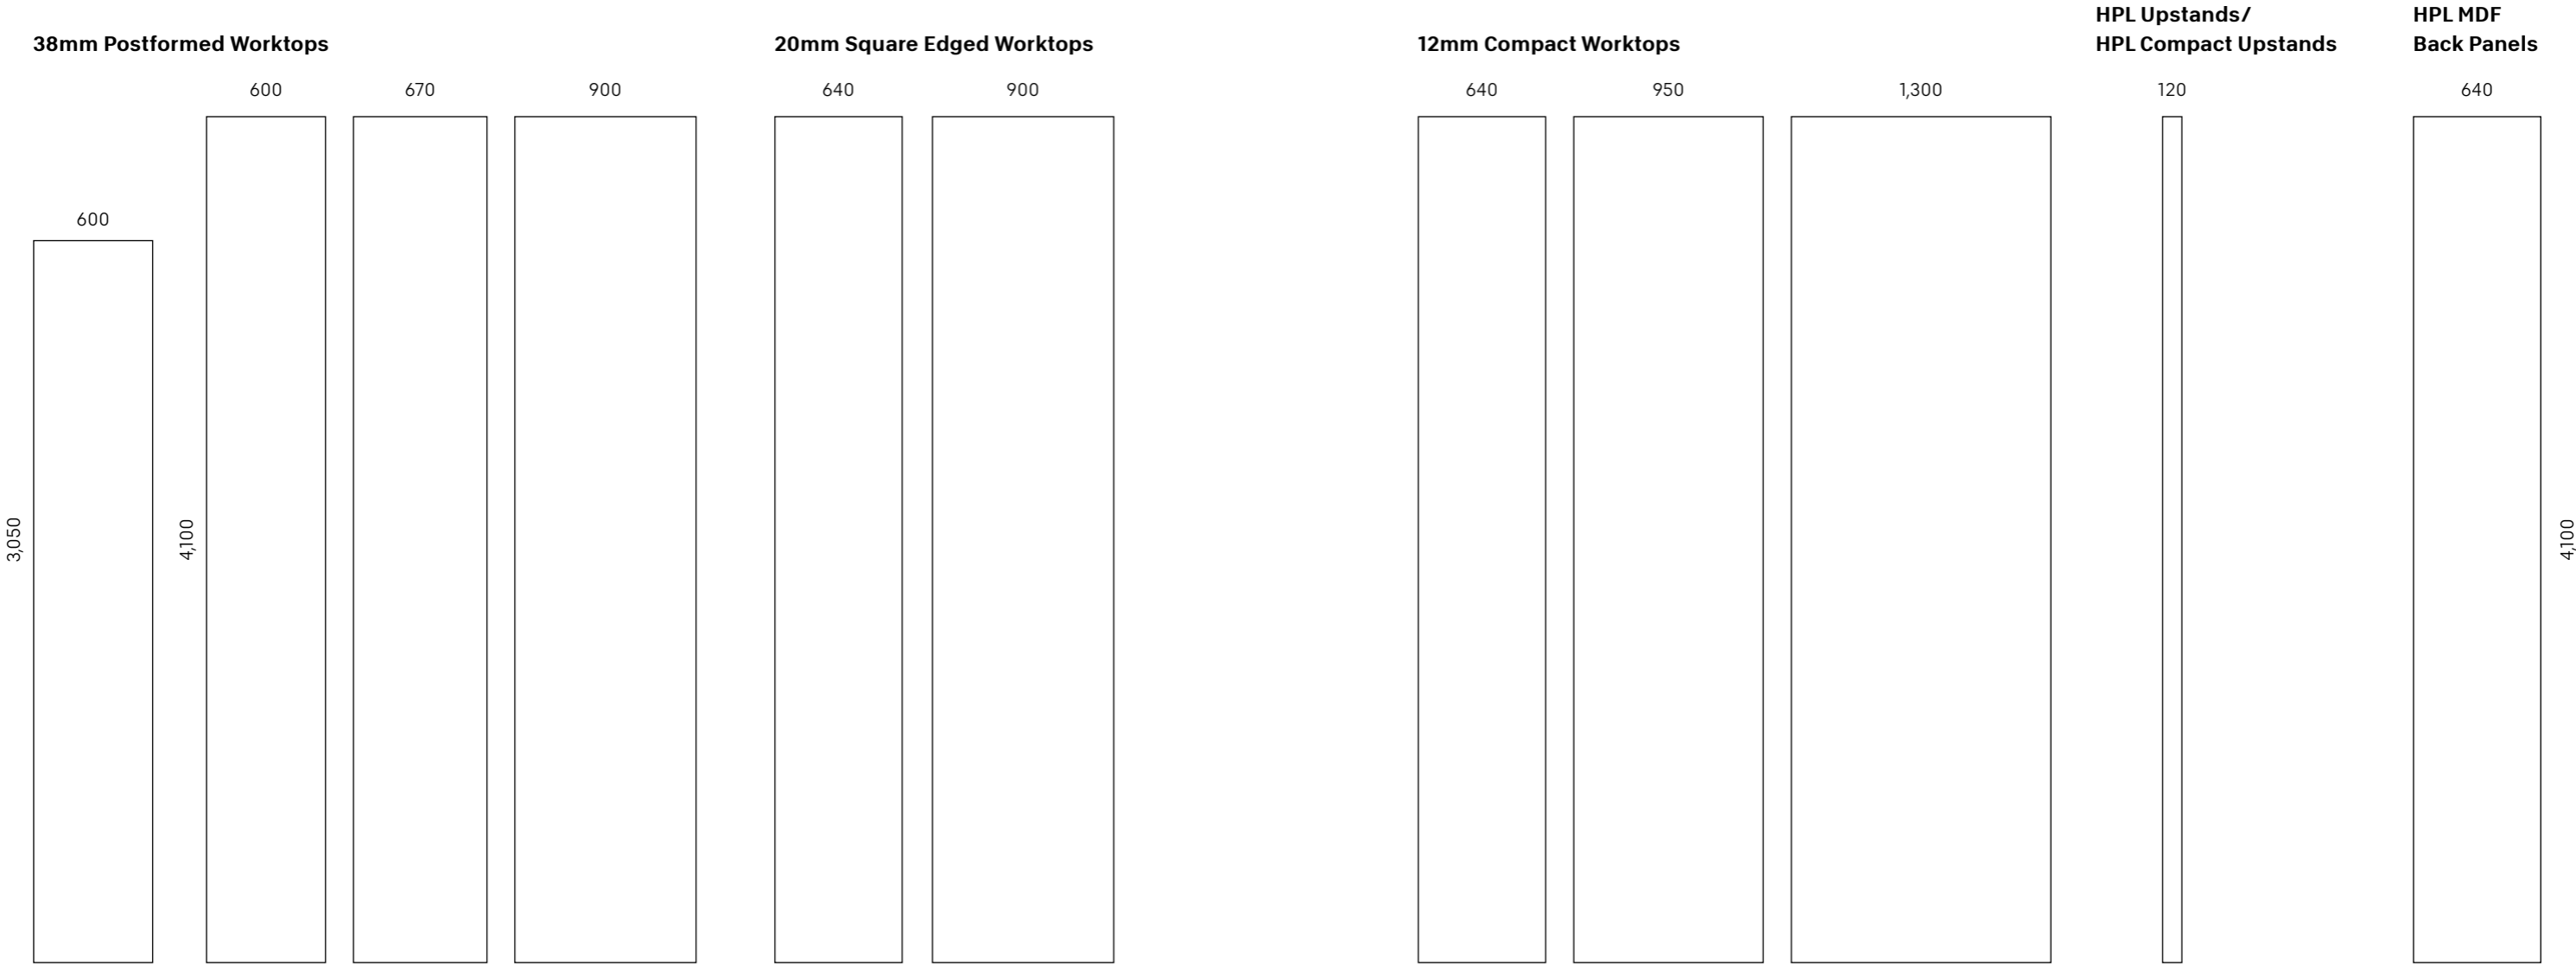 38mm Postformed Worktops
600
3,050
4,100
600
670
900
20mm Square Edged Worktops
640
900
12mm Compact Worktops
640
950
1,300
HPL Upstands/
HPL Compact Upstands
120
HPL MDF
Back Panels
640
4,100